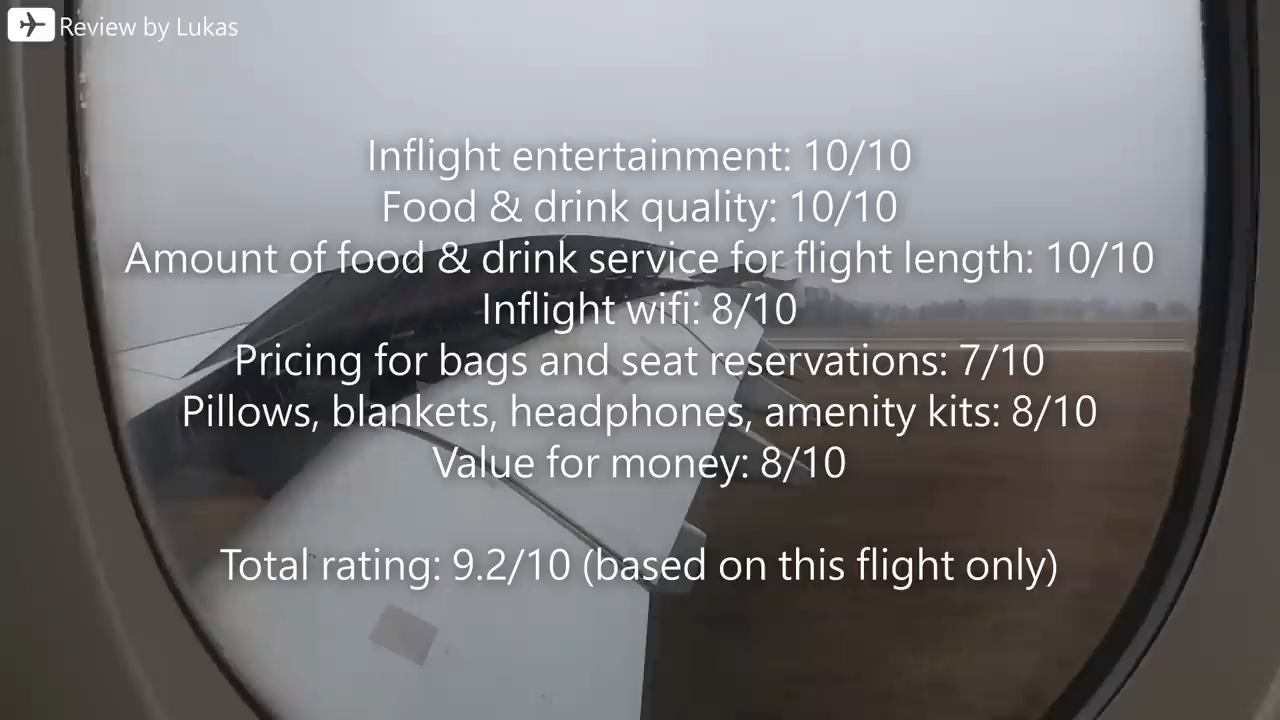 Review by Lukas
Inflight entertainment: 10/10
Food & drink quality: 10/10
Amount of food & drink service for flight length: 10/10
Inflight wifi: 8/10
Pricing for bags and seat reservations: 7/10
Pillows, blankets, headphones, amenity kits: 8/10
Value for money: 8/10
Total rating: 9.2/10 (based on this flight only)